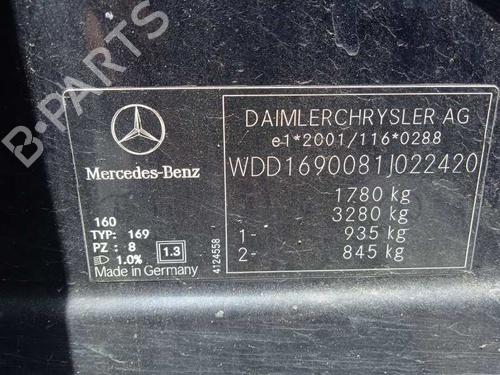 B-PARTS
Mercedes-Benz
160
TYP: 169
PZ : 8
1.0%
1.3
Made in Germany
4124558
DAIMLERCHRYSLER AG
e1*2001/116*0288
WDD1690081J022420
1780 kg
3280 kg
1- 935 kg
2- 845 kg